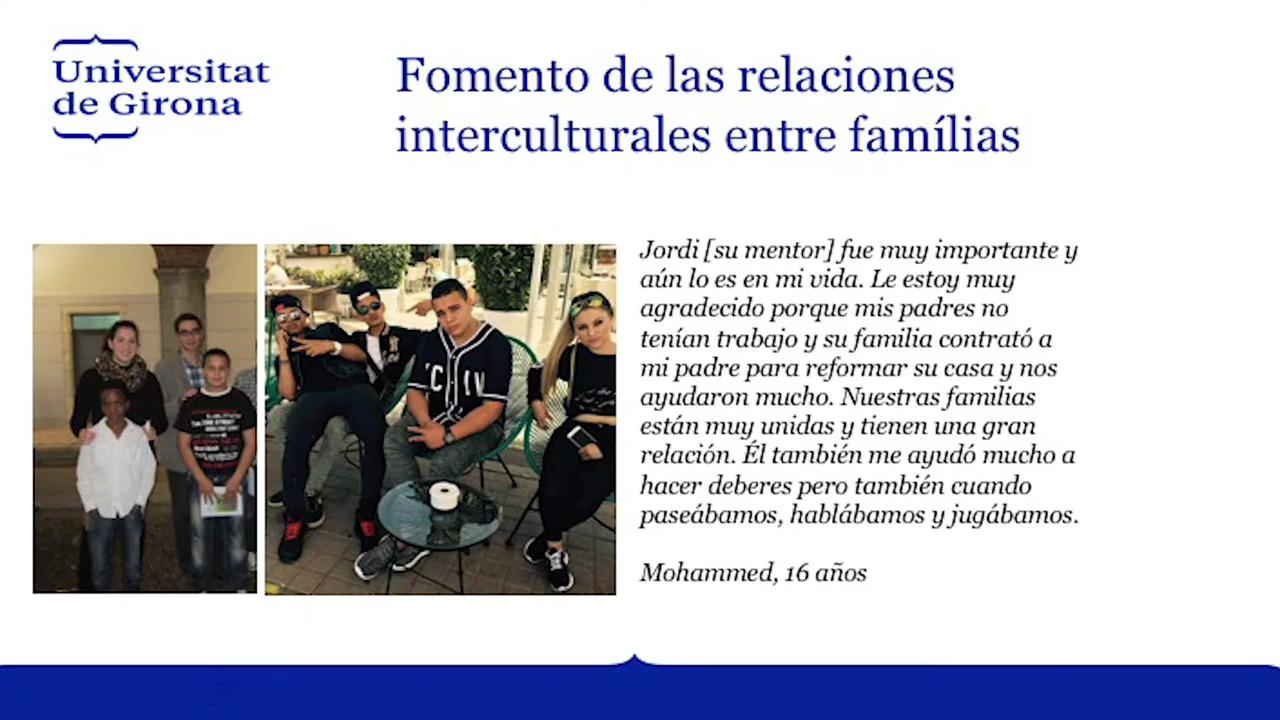 Universitat
de Girona
Fomento de las relaciones
interculturales entre famílias
Jordi [su mentor] fue muy importante y
aún lo es en mi vida. Le estoy muy
agradecido porque mis padres no
tenían trabajo y su familia contrató a
mi padre para reformar su casa y nos
ayudaron mucho. Nuestras familias
están muy unidas y tienen una gran
relación. Él también me ayudó mucho a
hacer deberes pero también cuando
paseábamos, hablábamos y jugábamos.
Mohammed, 16 años